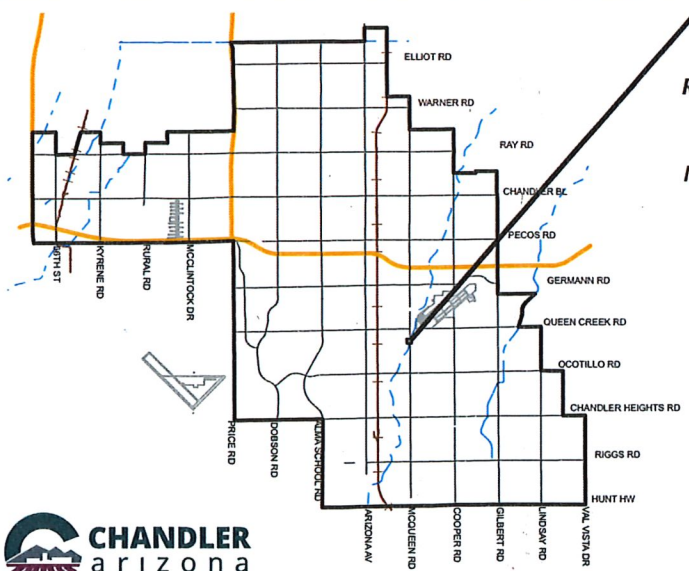 ELLIOT RD
WARNER RD
RAY RD
CHANDLER BL
PECOS RD
GERMANN RD
QUEEN CREEK RD
OCOTILLO RD
CHANDLER HEIGHTS RD
RIGGS RD
HUNT HW
56TH ST
KYRENE RD
RURAL RD
MCCLINTOCK DR
PRICE RD
DOBSON RD
ALMA SCHOOL RD
ARIZONA AV
MCQUEEN RD
COOPER RD
GILBERT RD
LINDSAY RD
VAL VISTA DR
CHANDLER
arizona